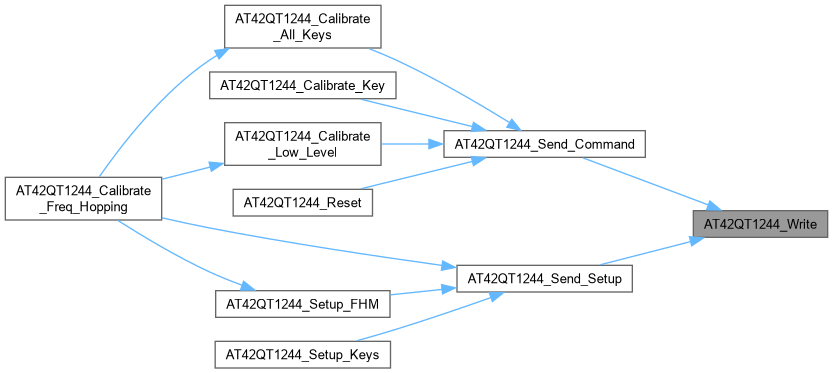 AT42QT1244_Calibrate
_All_Keys
AT42QT1244_Calibrate_Key
AT42QT1244_Calibrate
_Low_Level
AT42QT1244_Send_Command
AT42QT1244_Calibrate
_Freq_Hopping
AT42QT1244_Reset
AT42QT1244_Write
AT42QT1244_Send_Setup
AT42QT1244_Setup_FHM
AT42QT1244_Setup_Keys